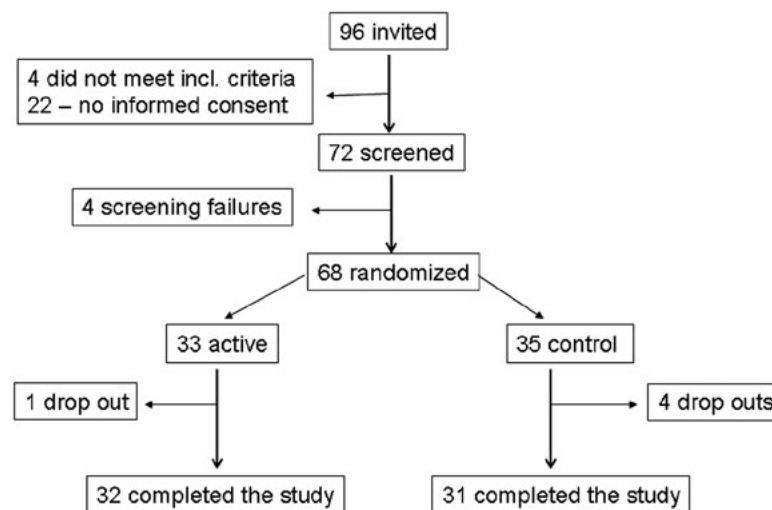 96 invited
4 did not meet incl. criteria
22 – no informed consent
72 screened
4 screening failures
68 randomized
33 active
35 control
1 drop out
4 drop outs
32 completed the study
31 completed the study